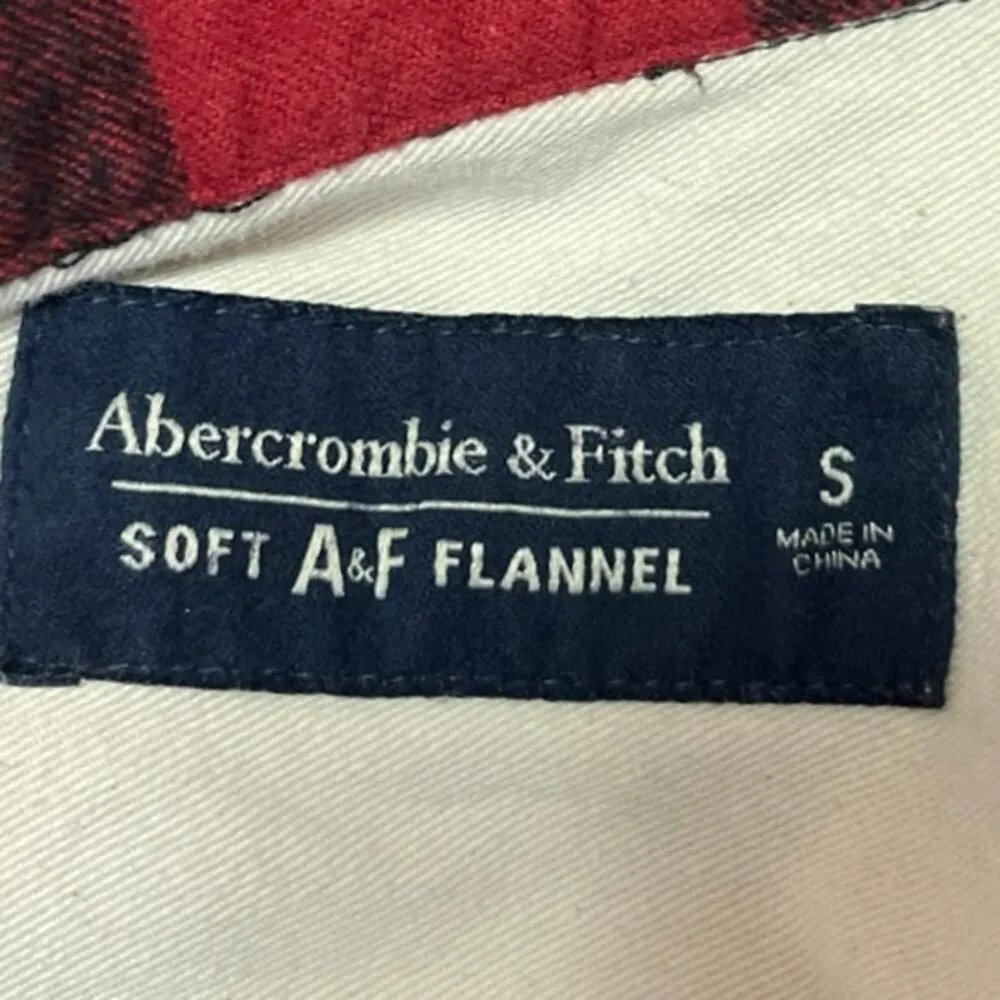 Abercrombie & Fitch
SOFT A&F FLANNEL
S
MADE IN
CHINA